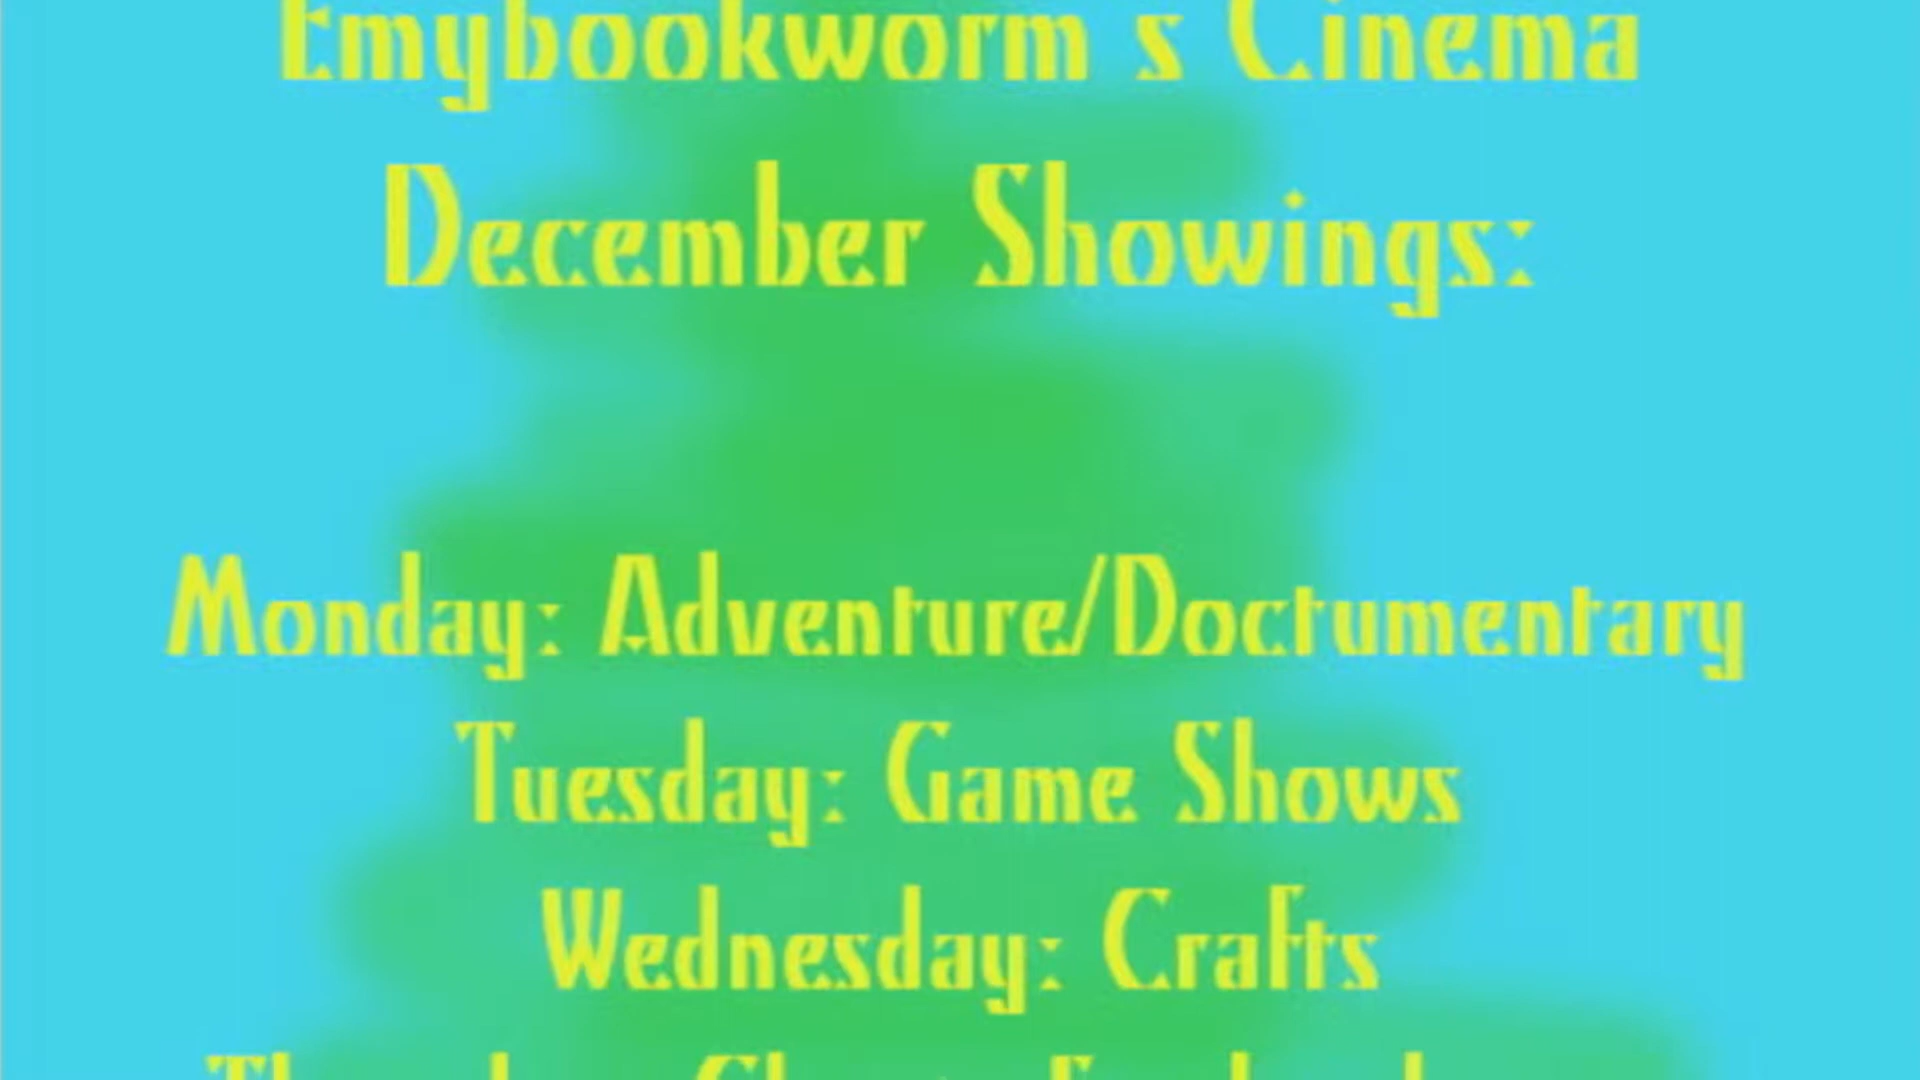 Emybookworm s Cinema
December Showings:
Monday: Adventure/Doctumentary
Tuesday: Game Shows
Wednesday: Crafts